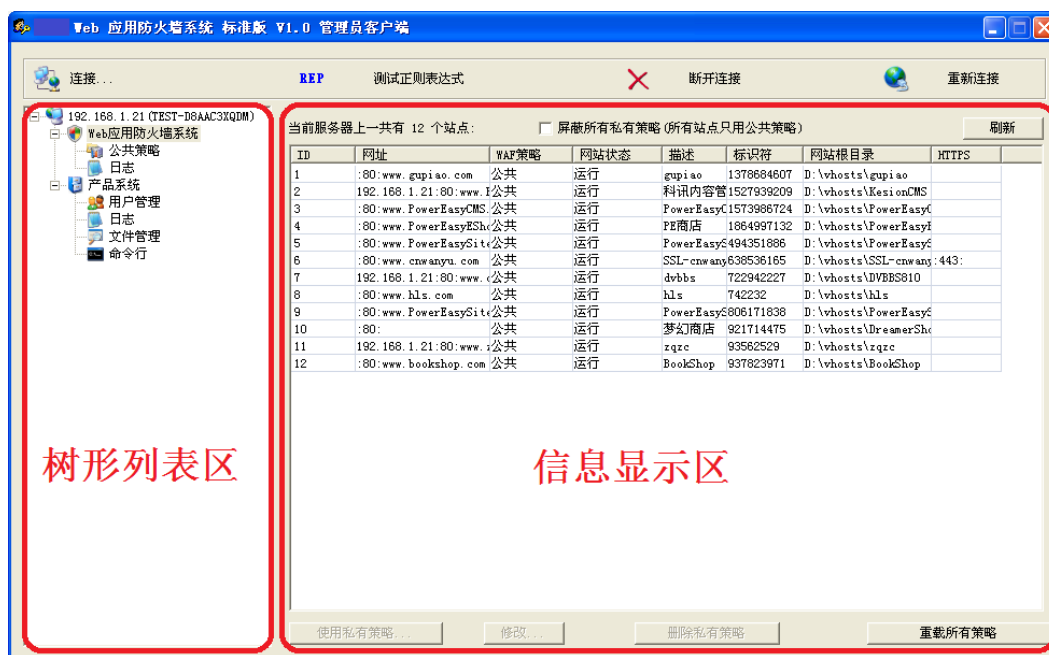 Web 应用防火墙系统 标准版 V1.0 管理员客户端
连接... REP 测试正则表达式 断开连接 重新连接
192.168.1.21(TEST-D8AAC3XQDM)
Web应用防火墙系统
公共策略
日志
产品系统
用户管理
日志
文件管理
命令行
树形列表区
当前服务器上一共有 12 个站点: 屏蔽所有私有策略(所有站点只用公共策略) 刷新
ID 网址 WAF策略 网站状态 描述 标识符 网站根目录 HTTPS
1 :80:www.gupiao.com 公共 运行 gupiao 1378684607 D:\vhosts\gupiao
2 192.168.1.21:80:www. 公共 运行 科讯内容管 1527939209 D:\vhosts\KesionCMS
3 :80:www.PowerEasyCMS. 公共 运行 PowerEasy 1573986724 D:\vhosts\PowerEasy
4 :80:www.PowerEasySho 公共 运行 PE商店 1864997132 D:\vhosts\PowerEasy
5 :80:www.PowerEasySite 公共 运行 PowerEasyS 494351886 D:\vhosts\PowerEasyS
6 :80:www.cnwanyu.com 公共 运行 SSL-cnwany 638536165 D:\vhosts\SSL-cnwany :443:
7 192.168.1.21:80:www. 公共 运行 dvbbs 722942227 D:\vhosts\DVBBS810
8 :80:www.hls.com 公共 运行 hls 742232 D:\vhosts\hls
9 :80:www.PowerEasySite 公共 运行 PowerEasyS 806171838 D:\vhosts\PowerEasyS
10 :80: 公共 运行 梦幻商店 921714475 D:\vhosts\DreamerSho
11 192.168.1.21:80:www. 公共 运行 zqzc 93562529 D:\vhosts\zqzc
12 :80:www.bookshop.com 公共 运行 BookShop 937823971 D:\vhosts\BookShop
信息显示区
使用私有策略... 修改... 删除私有策略 重载所有策略